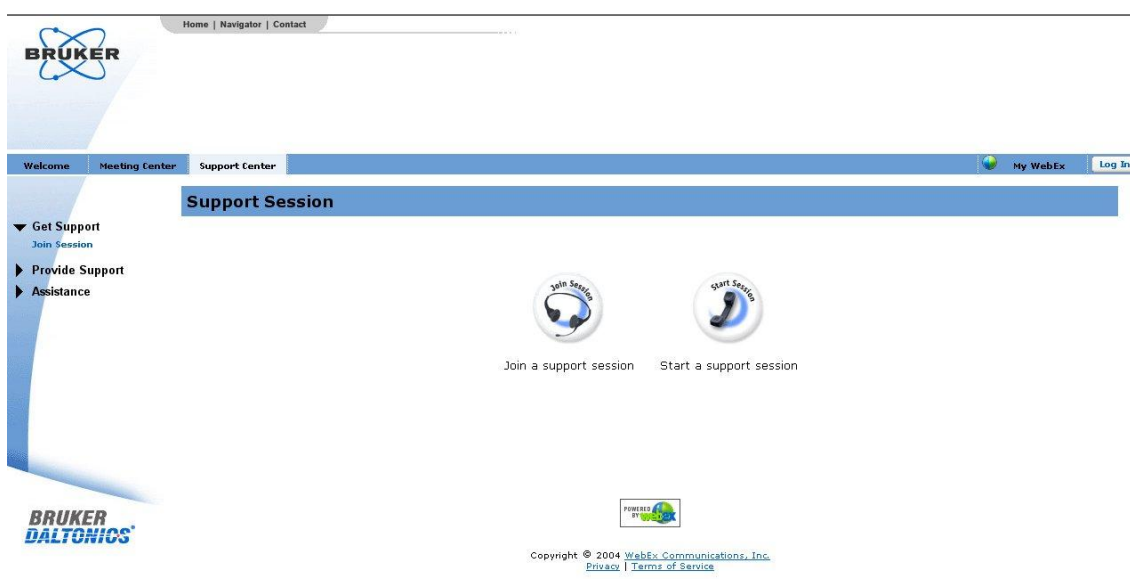 Home | Navigator | Contact
BRUKER
Welcome Meeting Center Support Center My WebEx Log In
Support Session
Get Support
Join Session
Provide Support
Assistance
Join Session Start Session
Join a support session Start a support session
POWERED
BY webex
BRUKER
DALTONICS
Copyright © 2004 WebEx Communications, Inc.
Privacy | Terms of Service